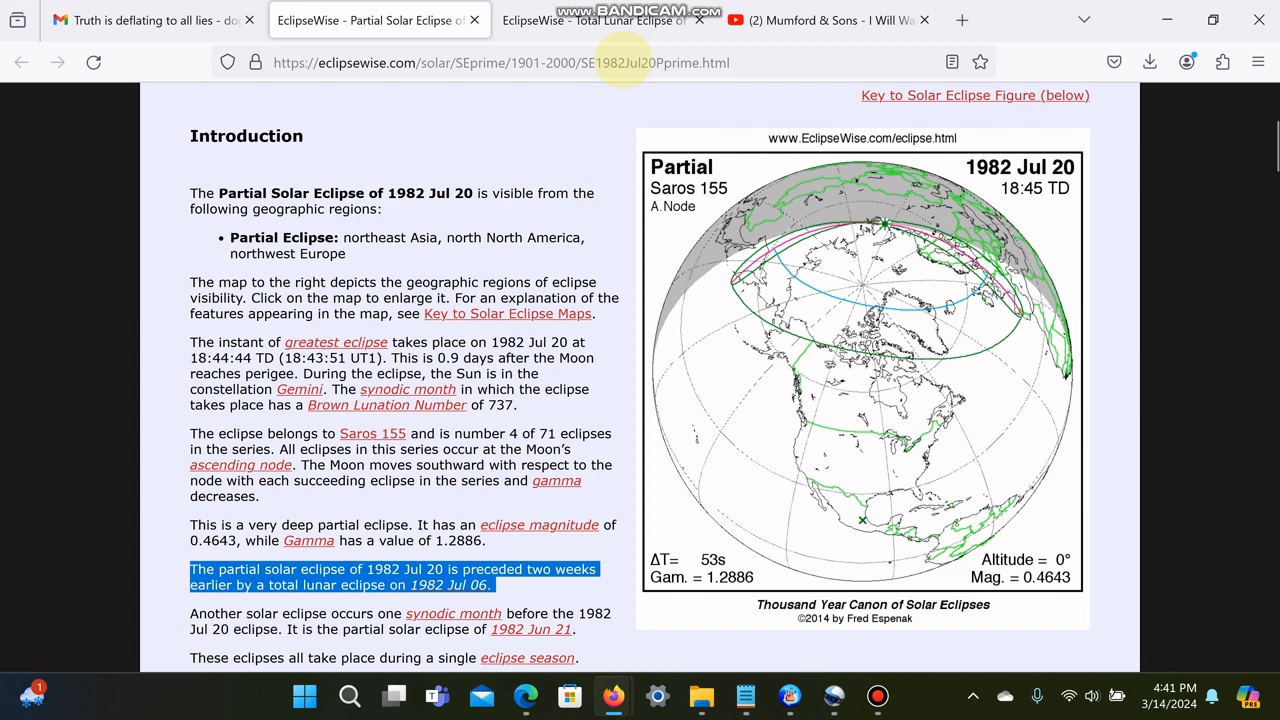 Truth is deflating to all lies - do
EclipseWise - Partial Solar Eclipse of
EclipseWise - Total Lunar Eclipse of
(2) Mumford & Sons - I Will Wa
WWW.BANDICAM.COM
https://eclipsewise.com/solar/SEprime/1901-2000/SE1982Jul20Pprime.html
Key to Solar Eclipse Figure (below)
Introduction
The Partial Solar Eclipse of 1982 Jul 20 is visible from the
following geographic regions:
• Partial Eclipse: northeast Asia, north North America,
northwest Europe
The map to the right depicts the geographic regions of eclipse
visibility. Click on the map to enlarge it. For an explanation of the
features appearing in the map, see Key to Solar Eclipse Maps.
The instant of greatest eclipse takes place on 1982 Jul 20 at
18:44:44 TD (18:43:51 UT1). This is 0.9 days after the Moon
reaches perigee. During the eclipse, the Sun is in the
constellation Gemini. The synodic month in which the eclipse
takes place has a Brown Lunation Number of 737.
The eclipse belongs to Saros 155 and is number 4 of 71 eclipses
in the series. All eclipses in this series occur at the Moon's
ascending node. The Moon moves southward with respect to the
node with each succeeding eclipse in the series and gamma
decreases.
This is a very deep partial eclipse. It has an eclipse magnitude of
0.4643, while Gamma has a value of 1.2886.
The partial solar eclipse of 1982 Jul 20 is preceded two weeks
earlier by a total lunar eclipse on 1982 Jul 06.
Another solar eclipse occurs one synodic month before the 1982
Jul 20 eclipse. It is the partial solar eclipse of 1982 Jun 21.
These eclipses all take place during a single eclipse season.
www.EclipseWise.com/eclipse.html
Partial
1982 Jul 20
Saros 155
18:45 TD
A.Node
ΔT= 53s
Altitude = 0°
Gam. = 1.2886
Mag. = 0.4643
Thousand Year Canon of Solar Eclipses
©2014 by Fred Espenak
1
4:41 PM
3/14/2024
PRE